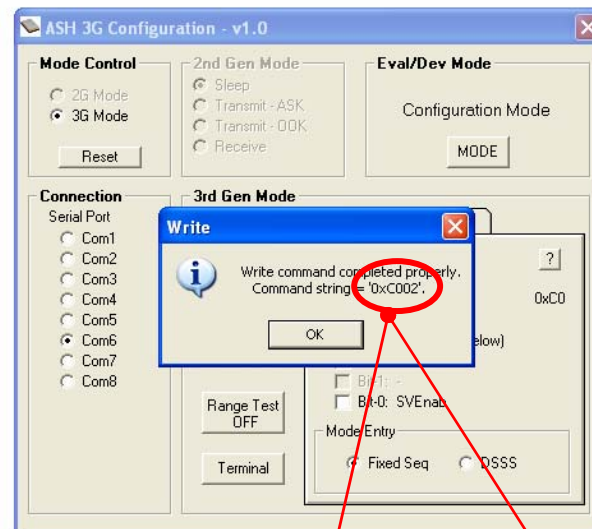 ASH 3G Configuration - v1.0
Mode Control
2G Mode
3G Mode
Reset
2nd Gen Mode
Sleep
Transmit - ASK
Transmit - OOK
Receive
Eval/Dev Mode
Configuration Mode
MODE
Connection
Serial Port
Com1
Com2
Com3
Com4
Com5
Com6
Com7
Com8
3rd Gen Mode
Write
Write command completed properly.
Command string = '0xC002'.
OK
?
0xC0
elow)
Bit-1: -
Bit-0: SVEnab
Range Test
OFF
Terminal
Mode Entry
Fixed Seq
DSSS